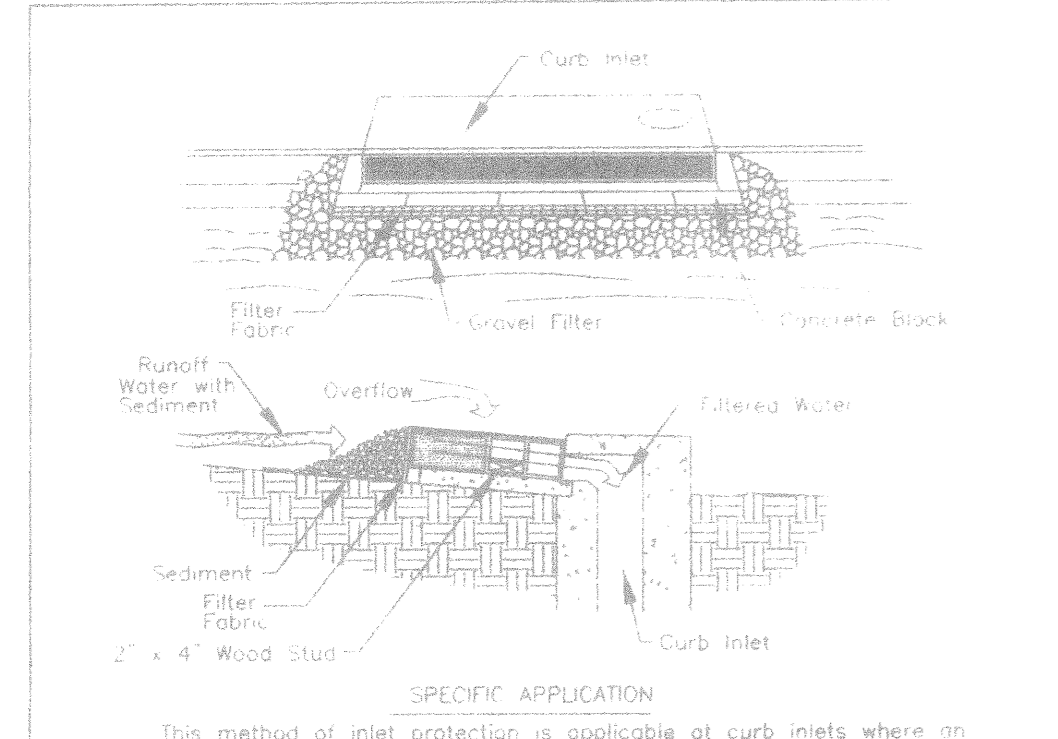 Curb Inlet
Filter
Fabric
Gravel Filter
Concrete Block
Runoff
Water with
Sediment
Overflow
Filtered Water
Sediment
Filter
Fabric
2" x 4" Wood Stud
Curb Inlet
SPECIFIC APPLICATION
This method of inlet protection is applicable at curb inlets where an